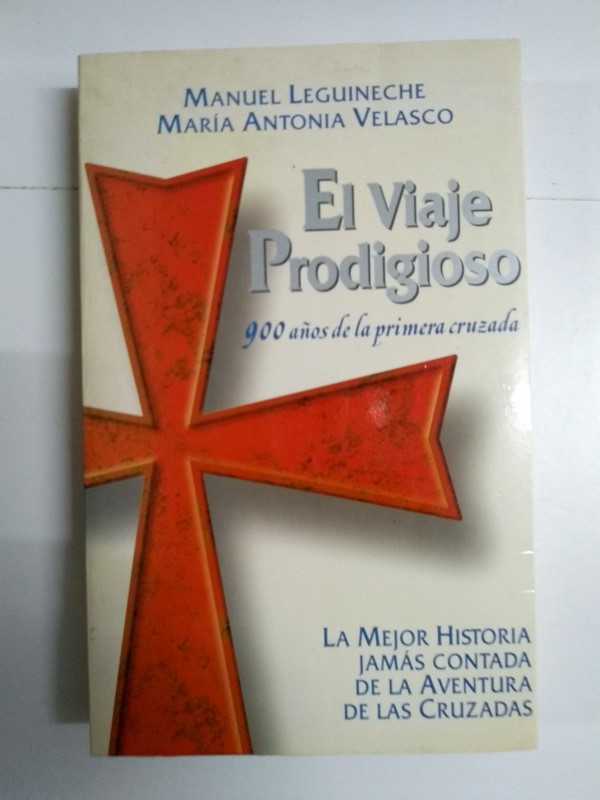 Manuel Leguineche
María Antonia Velasco
El Viaje
Prodigioso
900 años de la primera cruzada
La Mejor Historia
jamás contada
de la Aventura
de las Cruzadas